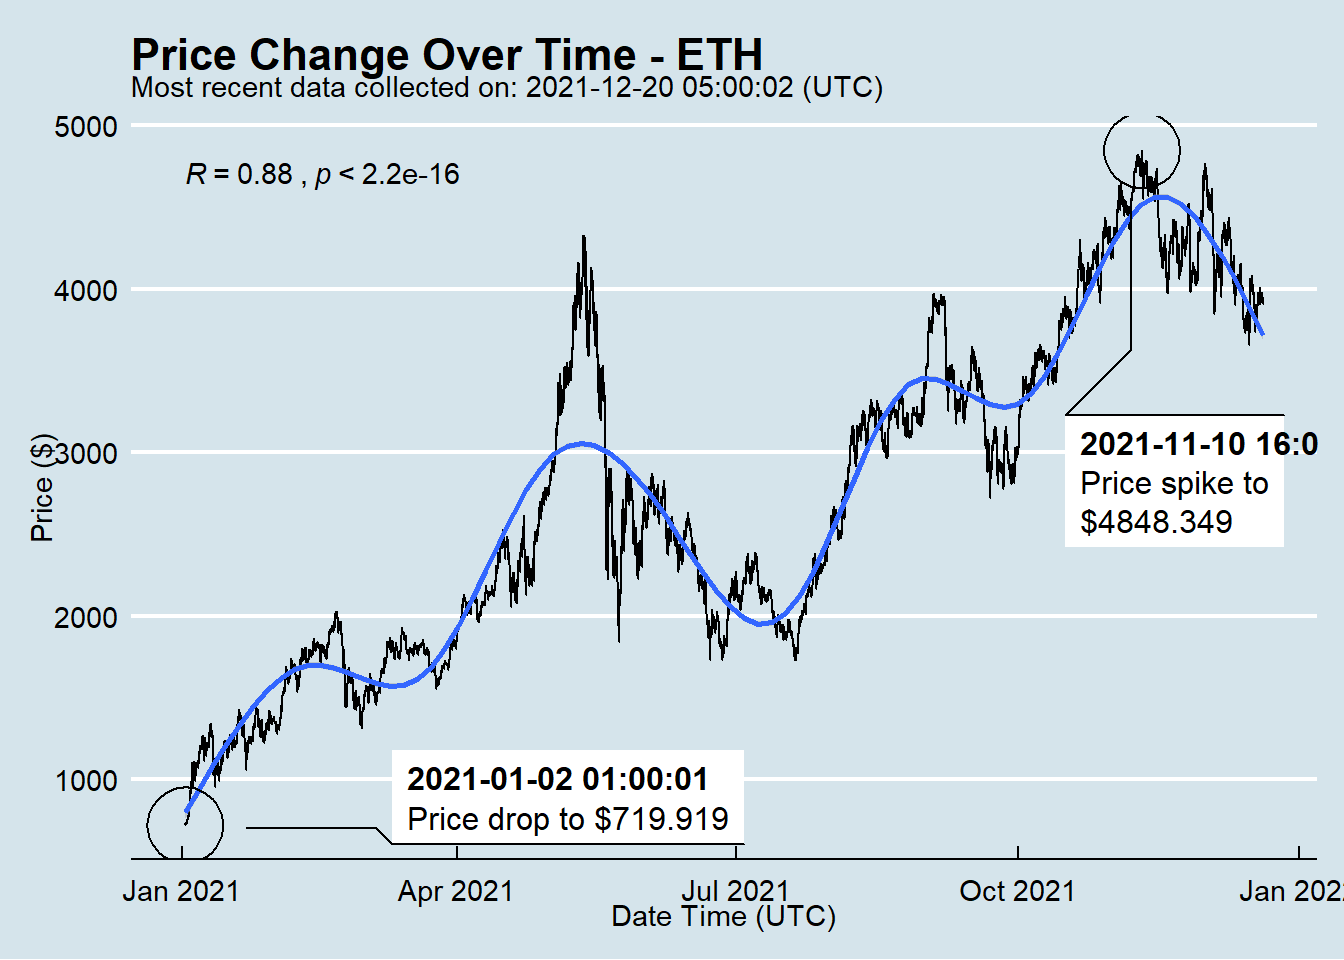 Price Change Over Time - ETH
Most recent data collected on: 2021-12-20 05:00:02 (UTC)
5000
R = 0.88 , p < 2.2e-16
4000
3000
Price ($)
2000
1000
2021-11-10 16:0
Price spike to
$4848.349
2021-01-02 01:00:01
Price drop to $719.919
Jan 2021
Apr 2021
Jul 2021
Oct 2021
Jan 202
Date Time (UTC)